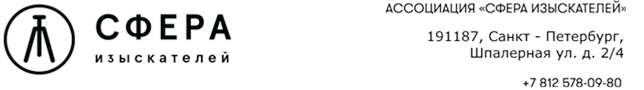 СФЕРА
изыскателей
АССОЦИАЦИЯ «СФЕРА ИЗЫСКАТЕЛЕЙ»
191187, Санкт - Петербург,
Шпалерная ул. д. 2/4
+7 812 578-09-80